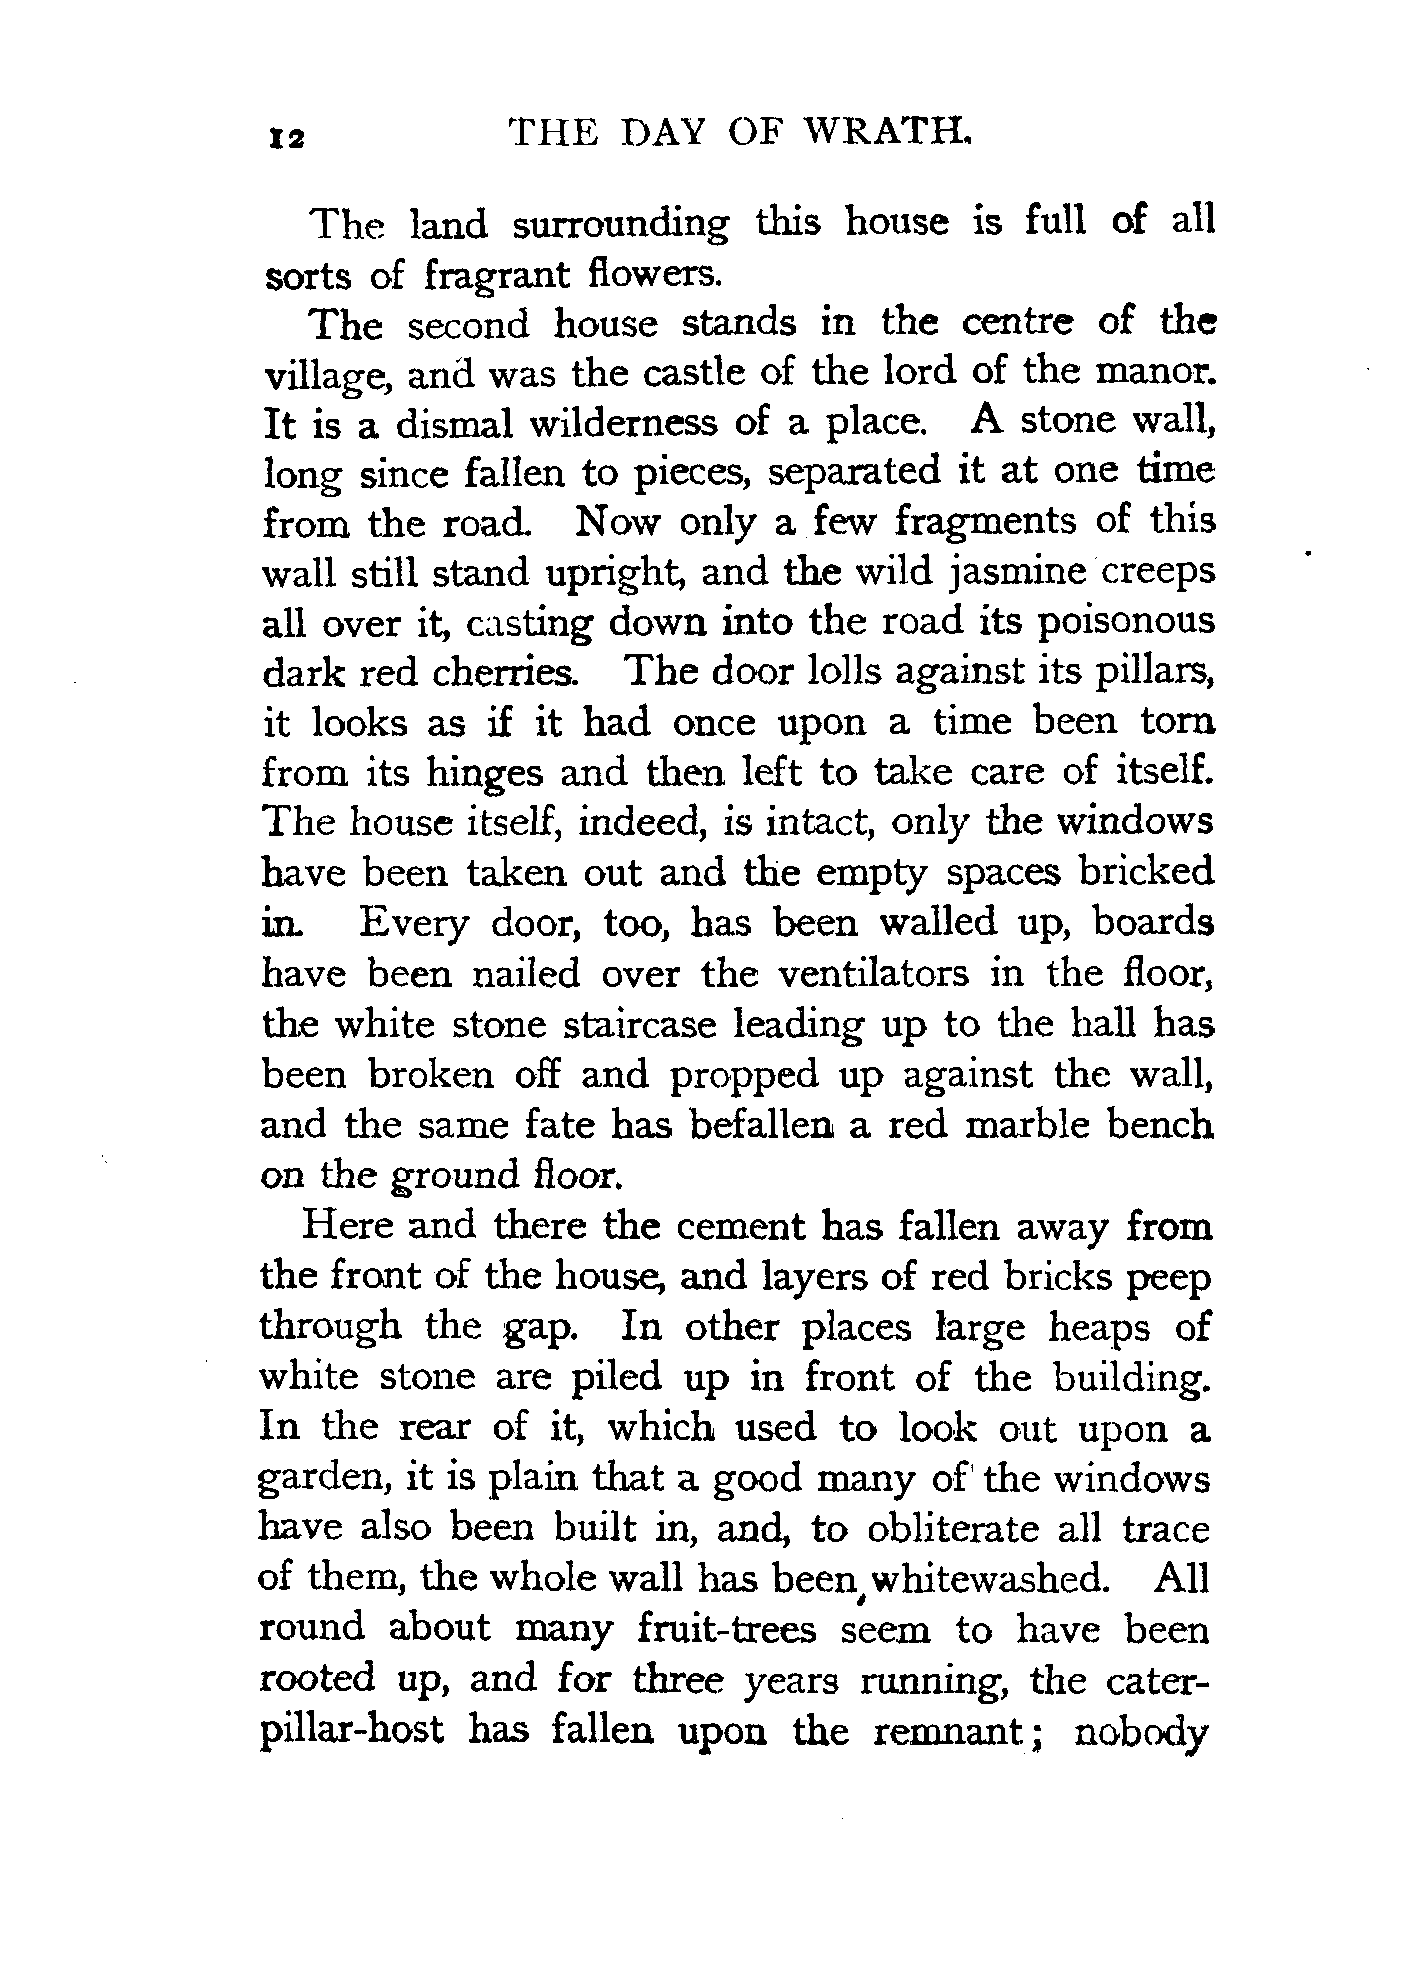 12 THE DAY OF WRATH.
The land surrounding this house is full of all
sorts of fragrant flowers.
The second house stands in the centre of the
village, and was the castle of the lord of the manor.
It is a dismal wilderness of a place. A stone wall,
long since fallen to pieces, separated it at one time
from the road. Now only a few fragments of this
wall still stand upright, and the wild jasmine creeps
all over it, casting down into the road its poisonous
dark red cherries. The door lolls against its pillars,
it looks as if it had once upon a time been torn
from its hinges and then left to take care of itself.
The house itself, indeed, is intact, only the windows
have been taken out and the empty spaces bricked
in. Every door, too, has been walled up, boards
have been nailed over the ventilators in the floor,
the white stone staircase leading up to the hall has
been broken off and propped up against the wall,
and the same fate has befallen a red marble bench
on the ground floor.
Here and there the cement has fallen away from
the front of the house, and layers of red bricks peep
through the gap. In other places large heaps of
white stone are piled up in front of the building.
In the rear of it, which used to look out upon a
garden, it is plain that a good many of the windows
have also been built in, and, to obliterate all trace
of them, the whole wall has been whitewashed. All
round about many fruit-trees seem to have been
rooted up, and for three years running, the cater-
pillar-host has fallen upon the remnant; nobody